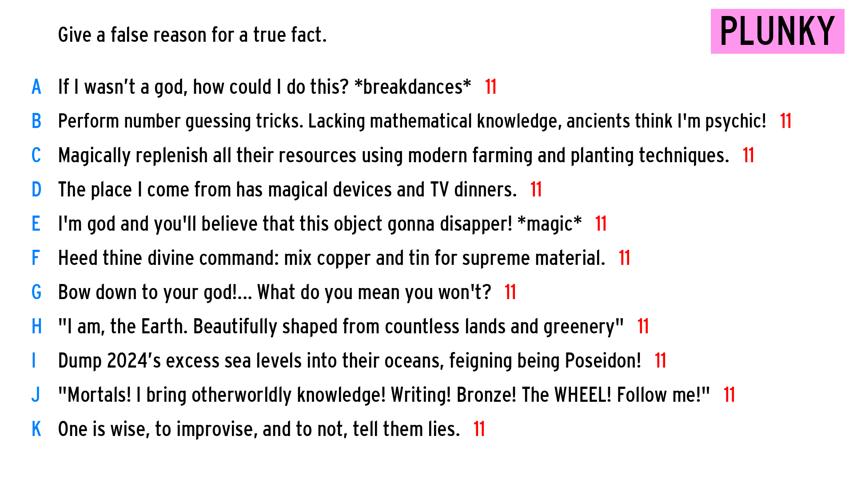 Give a false reason for a true fact.
PLUNKY
A If I wasn't a god, how could I do this? *breakdances* 11
B Perform number guessing tricks. Lacking mathematical knowledge, ancients think I'm psychic! 11
C Magically replenish all their resources using modern farming and planting techniques. 11
D The place I come from has magical devices and TV dinners. 11
E I'm god and you'll believe that this object gonna disapper! *magic* 11
F Heed thine divine command: mix copper and tin for supreme material. 11
G Bow down to your god!... What do you mean you won't? 11
H "I am, the Earth. Beautifully shaped from countless lands and greenery" 11
I Dump 2024's excess sea levels into their oceans, feigning being Poseidon! 11
J "Mortals! I bring otherworldly knowledge! Writing! Bronze! The WHEEL! Follow me!" 11
K One is wise, to improvise, and to not, tell them lies. 11